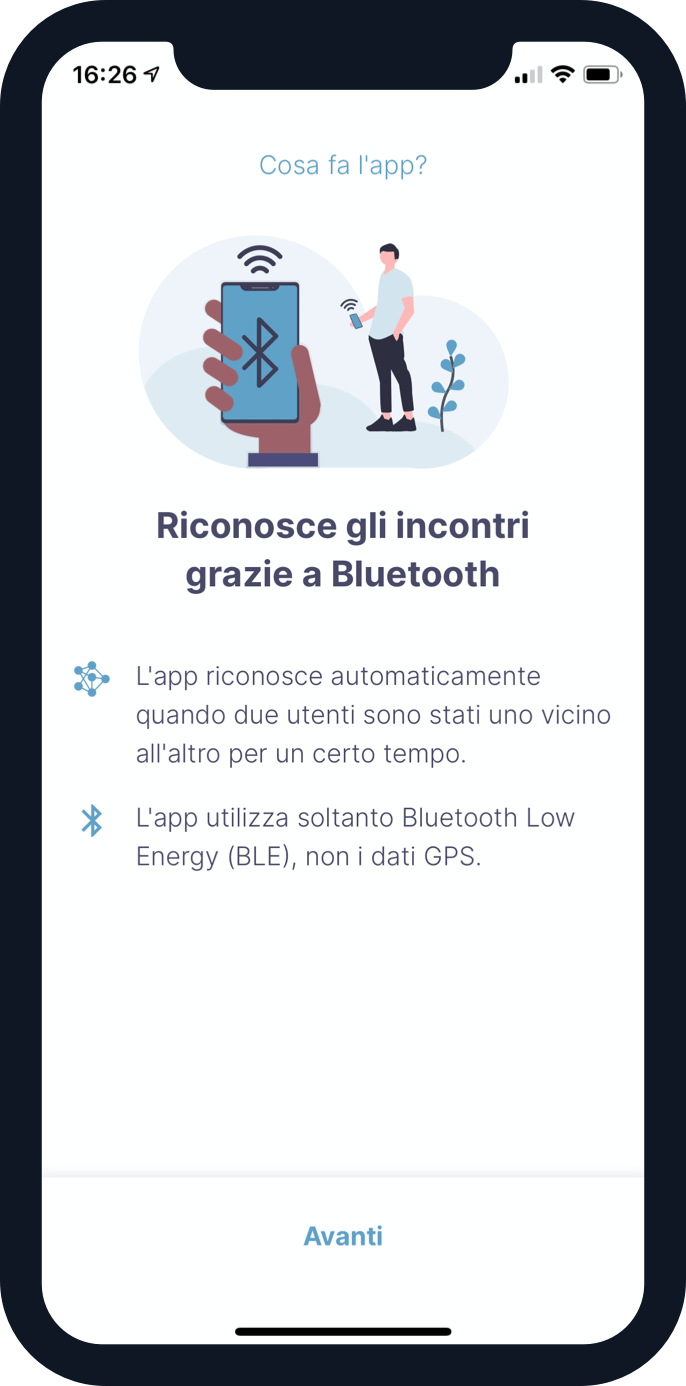 16:26
Cosa fa l'app?
Riconosce gli incontri
grazie a Bluetooth
L'app riconosce automaticamente
quando due utenti sono stati uno vicino
all'altro per un certo tempo.
L'app utilizza soltanto Bluetooth Low
Energy (BLE), non i dati GPS.
Avanti